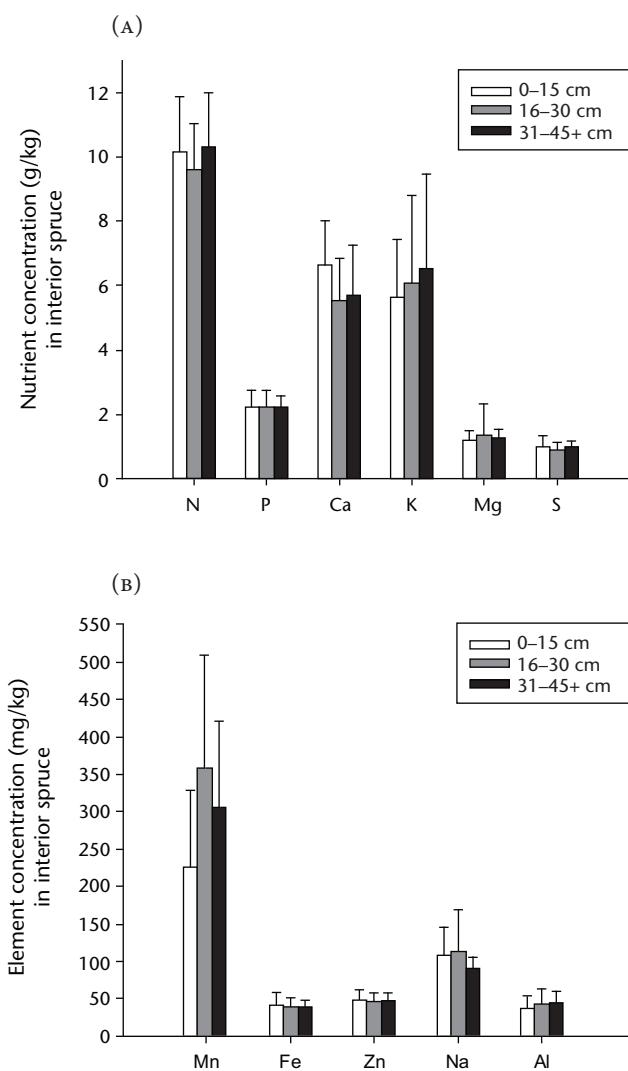 (A)
Nutrient concentration (g/kg)
in interior spruce
12
10
8
6
4
2
0
0–15 cm
16–30 cm
31–45+ cm
N P Ca K Mg S
(B)
Element concentration (mg/kg)
in interior spruce
550
500
450
400
350
300
250
200
150
100
50
0
0–15 cm
16–30 cm
31–45+ cm
Mn Fe Zn Na Al